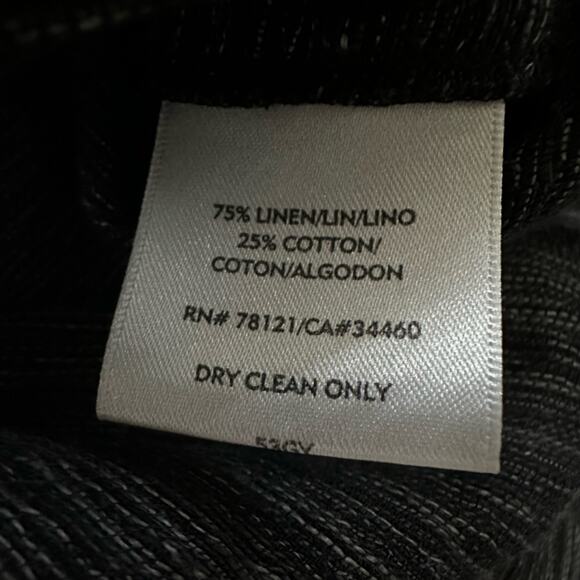 75% LINEN/LIN/LINO
25% COTTON/
COTON/ALGODON
RN# 78121/CA#34460
DRY CLEAN ONLY